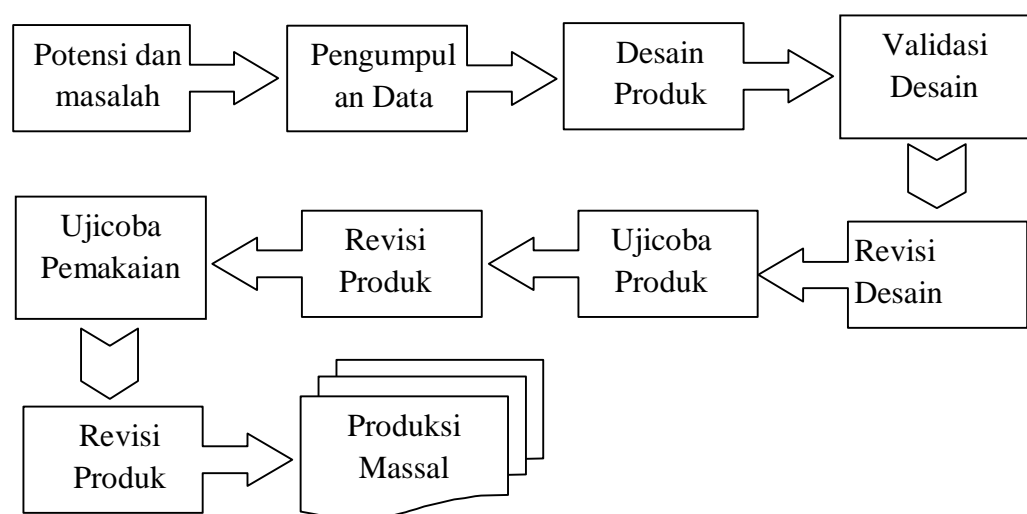 Potensi dan
masalah
Pengumpul
an Data
Desain
Produk
Validasi
Desain
Revisi
Desain
Ujicoba
Produk
Revisi
Produk
Ujicoba
Pemakaian
Revisi
Produk
Produksi
Massal